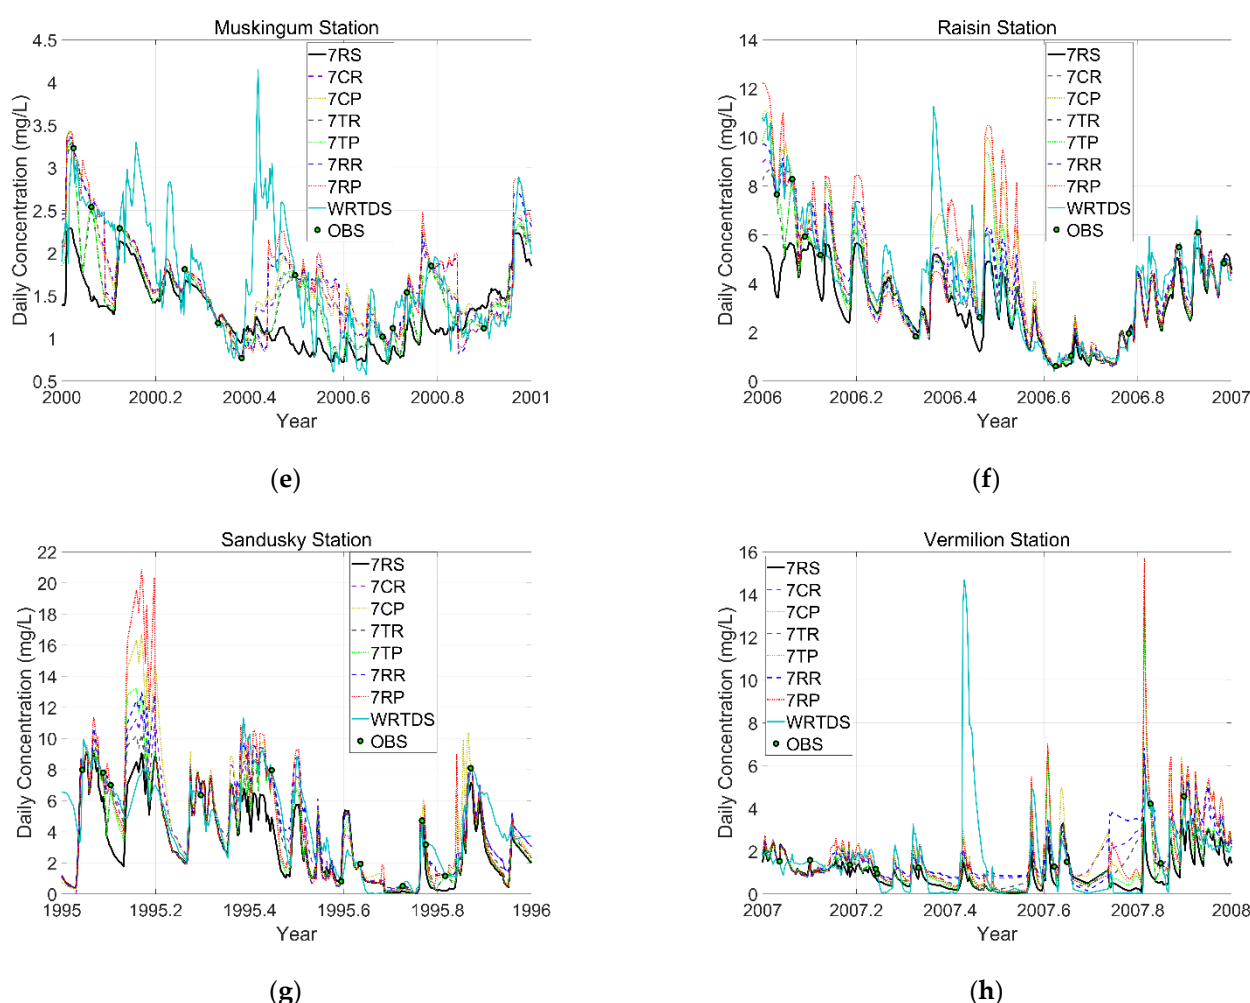 Muskingum Station
4.5
4
3.5
3
2.5
2
1.5
1
0.5
Daily Concentration (mg/L)
7RS
7CR
7CP
7TR
7TP
7RR
7RP
WRTDS
OBS
2000
2000.2
2000.4
2000.6
2000.8
2001
Year
(e)
Raisin Station
14
12
10
8
6
4
2
0
Daily Concentration (mg/L)
7RS
7CR
7CP
7TR
7TP
7RR
7RP
WRTDS
OBS
2006
2006.2
2006.4
2006.6
2006.8
2007
Year
(f)
Sandusky Station
22
20
18
16
14
12
10
8
6
4
2
0
Daily Concentration (mg/L)
7RS
7CR
7CP
7TR
7TP
7RR
7RP
WRTDS
OBS
1995
1995.2
1995.4
1995.6
1995.8
1996
Year
(g)
Vermilion Station
16
14
12
10
8
6
4
2
0
Daily Concentration (mg/L)
7RS
7CR
7CP
7TR
7TP
7RR
7RP
WRTDS
OBS
2007
2007.2
2007.4
2007.6
2007.8
2008
Year
(h)